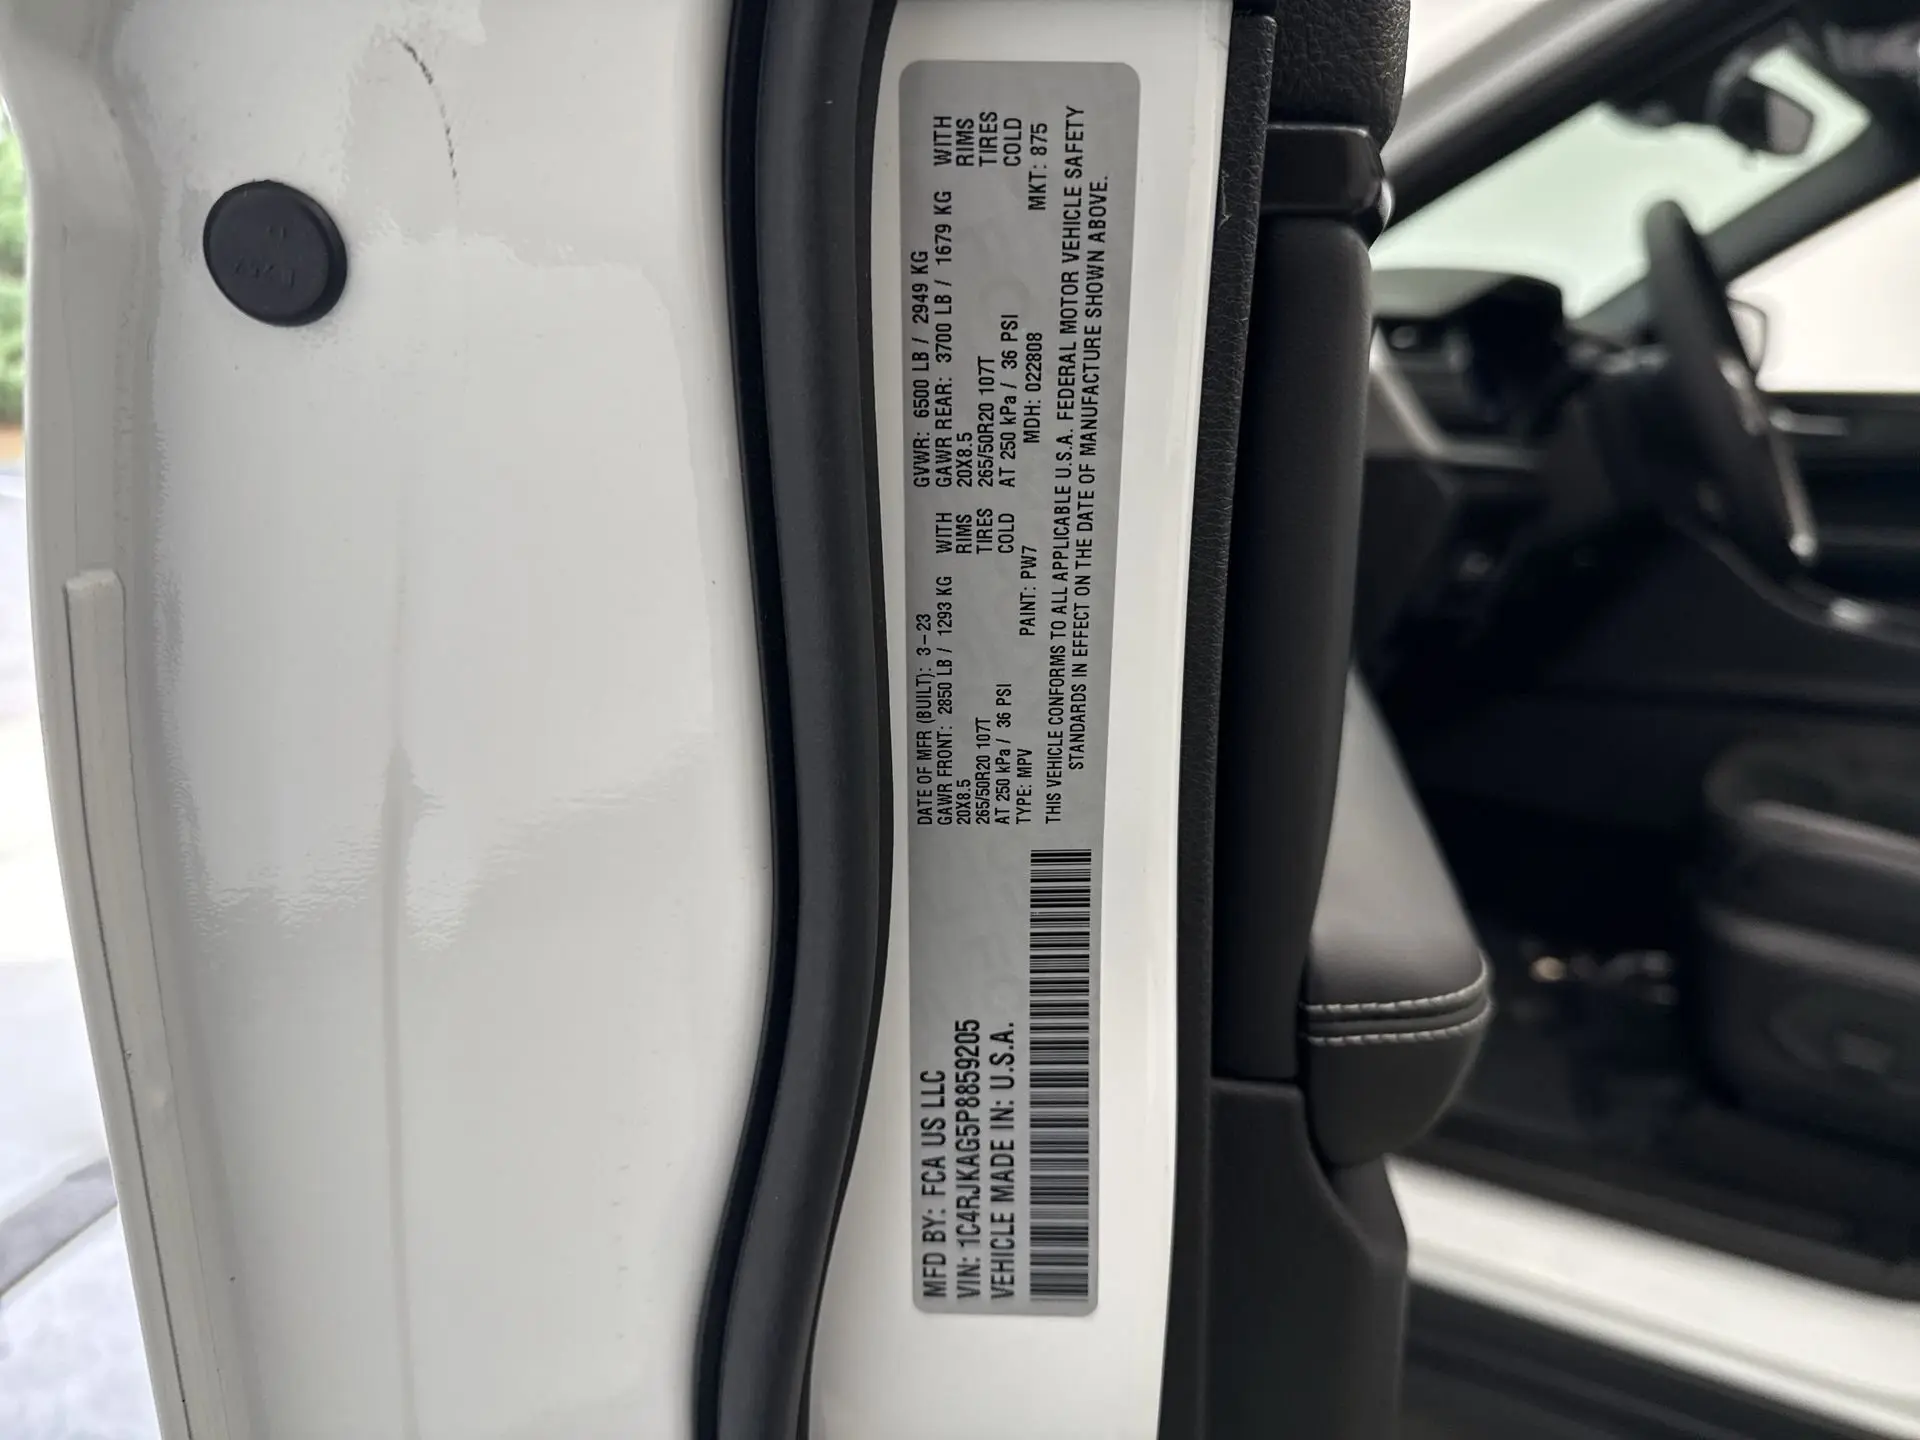 MFD BY: FCA US LLC
VIN: 1C4RJKAG5P8859205
VEHICLE MADE IN: U.S.A.
DATE OF MFR (BUILT): 3-23 GVWR: 6500 LB / 2949 KG
GAWR FRONT: 2850 LB / 1293 KG WITH GAWR REAR: 3700 LB / 1679 KG WITH
20X8.5 RIMS 20X8.5 RIMS
265/50R20 107T TIRES 265/50R20 107T TIRES
AT 250 kPa / 36 PSI COLD AT 250 kPa / 36 PSI COLD
TYPE: MPV PAINT: PW7 MDH: 022808 MKT: 875
THIS VEHICLE CONFORMS TO ALL APPLICABLE U.S.A. FEDERAL MOTOR VEHICLE SAFETY
STANDARDS IN EFFECT ON THE DATE OF MANUFACTURE SHOWN ABOVE.